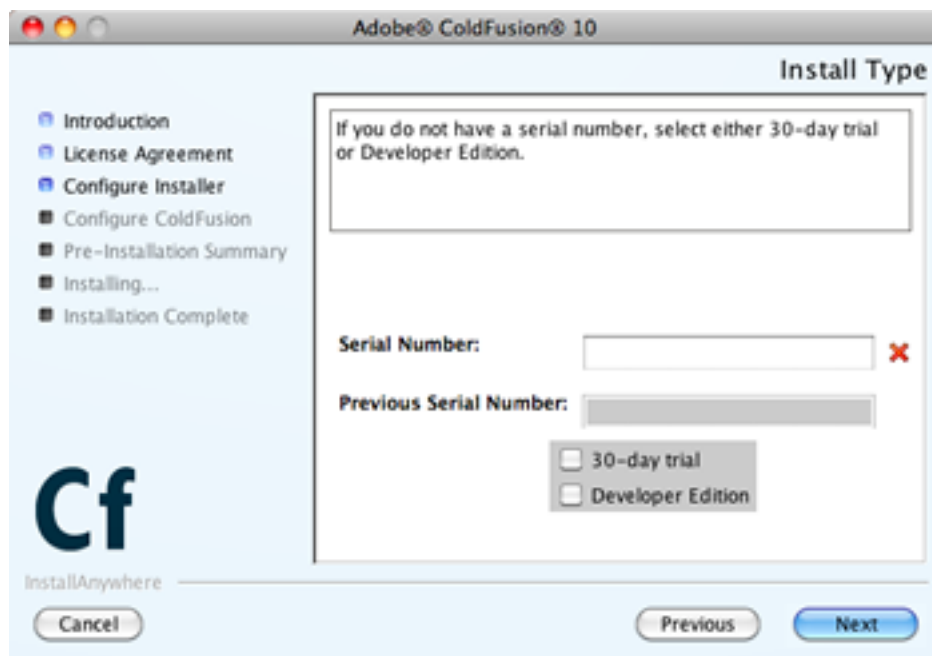 Adobe® ColdFusion® 10
Install Type
Introduction
License Agreement
Configure Installer
Configure ColdFusion
Pre-Installation Summary
Installing...
Installation Complete
If you do not have a serial number, select either 30-day trial
or Developer Edition.
Serial Number:
Previous Serial Number:
30-day trial
Developer Edition
Cf
InstallAnywhere
Cancel
Previous
Next